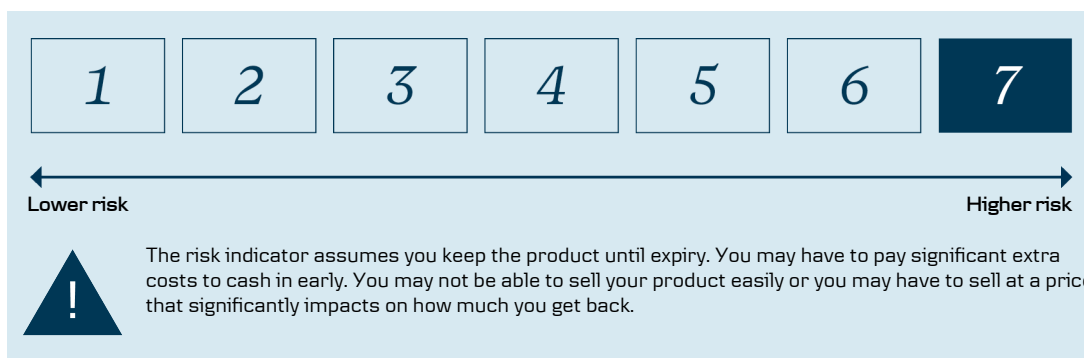 1 2 3 4 5 6 7
Lower risk Higher risk
The risk indicator assumes you keep the product until expiry. You may have to pay significant extra
costs to cash in early. You may not be able to sell your product easily or you may have to sell at a price
that significantly impacts on how much you get back.
!